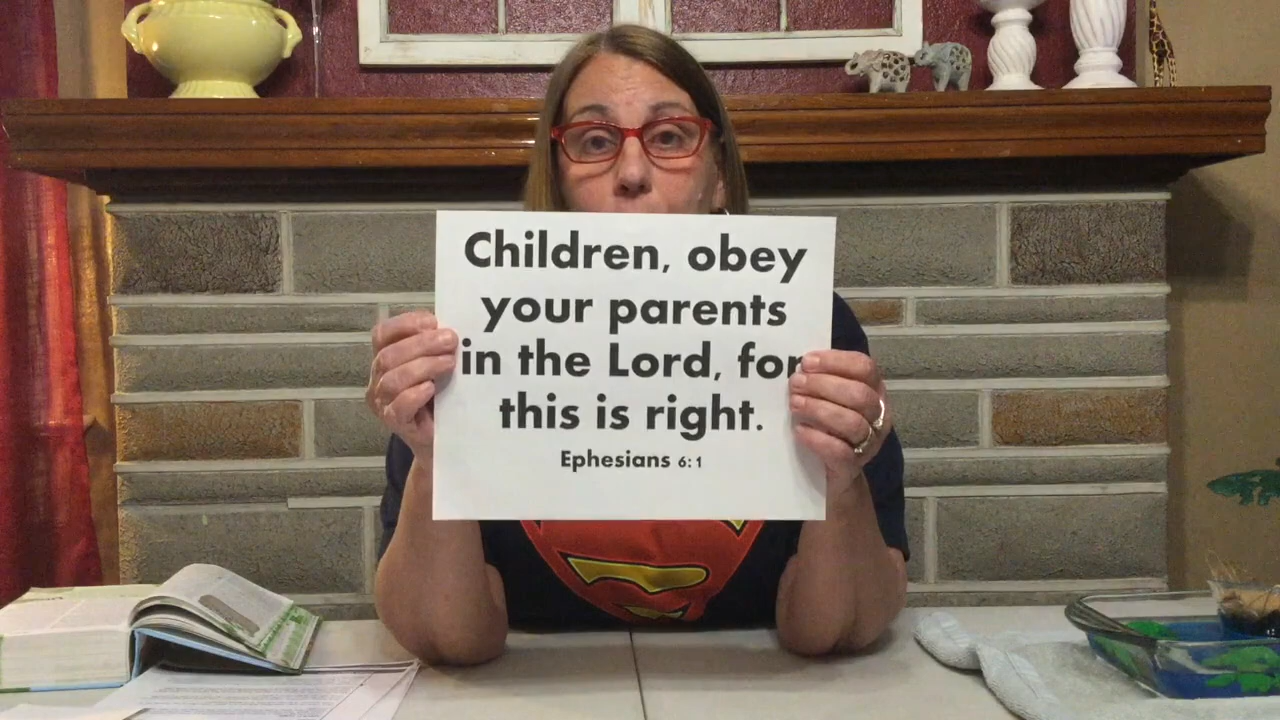 Children, obey
your parents
in the Lord, for
this is right.
Ephesians 6:1